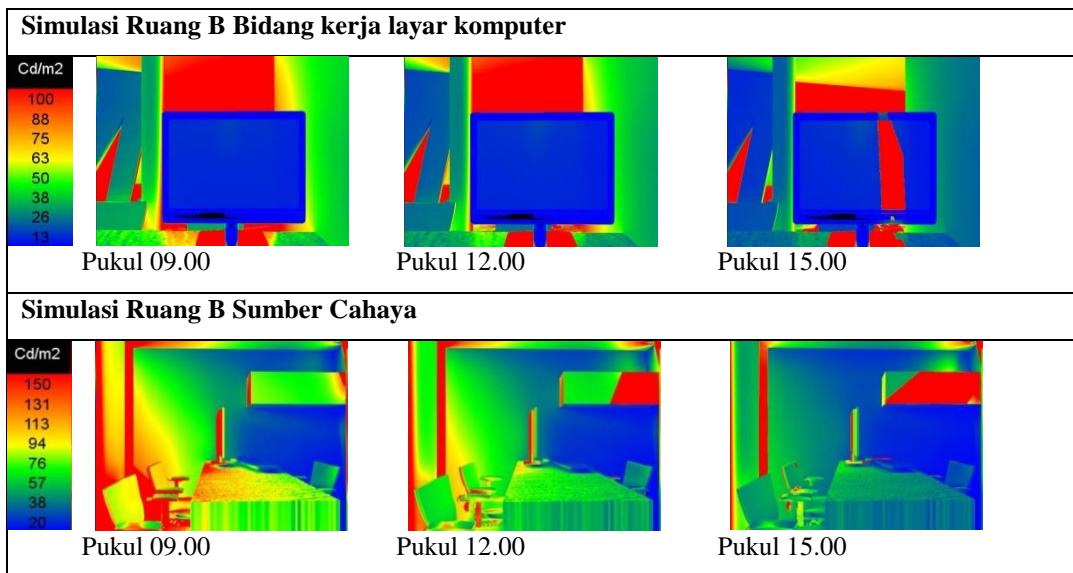 Simulasi Ruang B Bidang kerja layar komputer
Cd/m2
100
88
75
63
50
38
26
13
Pukul 09.00 Pukul 12.00 Pukul 15.00
Simulasi Ruang B Sumber Cahaya
Cd/m2
150
131
113
94
76
57
38
20
Pukul 09.00 Pukul 12.00 Pukul 15.00